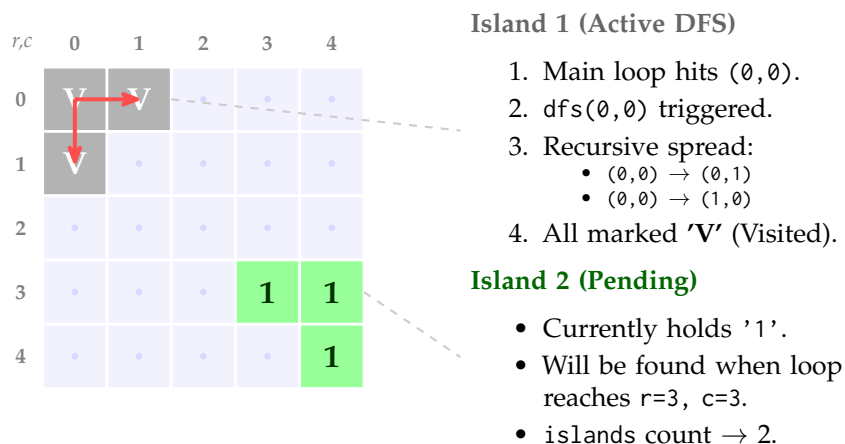 r,c 0 1 2 3 4
0 V V
1 V
2
3 1 1
4 1
Island 1 (Active DFS)
1. Main loop hits (0,0).
2. dfs(0,0) triggered.
3. Recursive spread:
• (0,0) → (0,1)
• (0,0) → (1,0)
4. All marked 'V' (Visited).
Island 2 (Pending)
• Currently holds '1'.
• Will be found when loop
reaches r=3, c=3.
• islands count → 2.